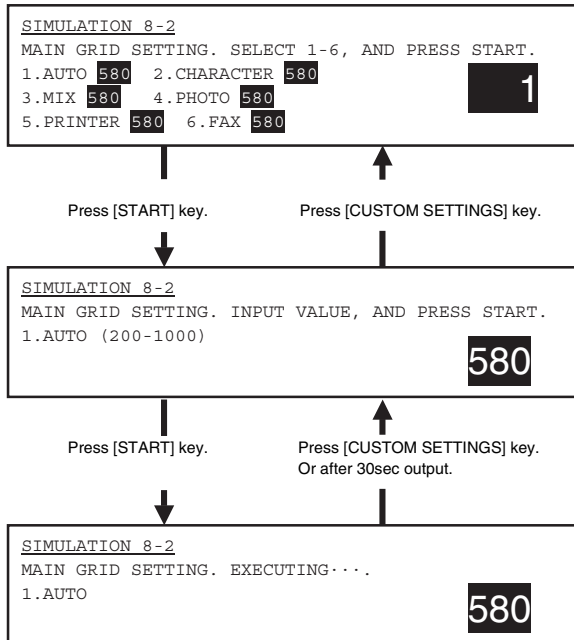 SIMULATION 8-2
MAIN GRID SETTING. SELECT 1-6, AND PRESS START.
1.AUTO 580 2.CHARACTER 580
3.MIX 580 4.PHOTO 580
5.PRINTER 580 6.FAX 580
1
Press [START] key.
Press [CUSTOM SETTINGS] key.
SIMULATION 8-2
MAIN GRID SETTING. INPUT VALUE, AND PRESS START.
1.AUTO (200-1000)
580
Press [START] key.
Press [CUSTOM SETTINGS] key.
Or after 30sec output.
SIMULATION 8-2
MAIN GRID SETTING. EXECUTING···.
1.AUTO
580